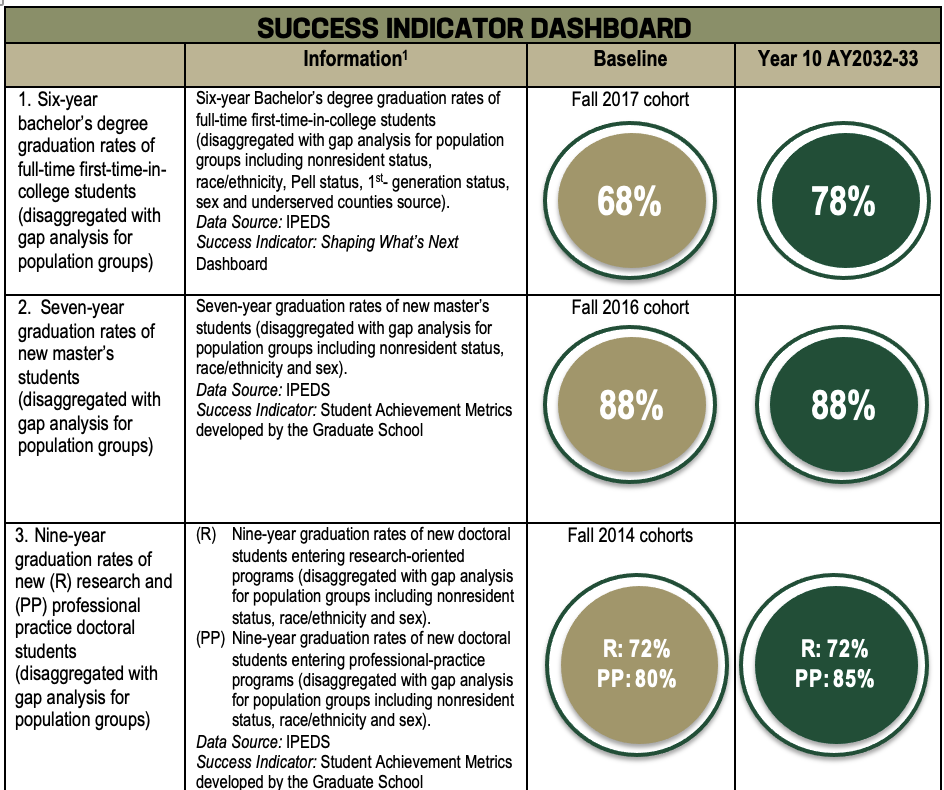 SUCCESS INDICATOR DASHBOARD
Information1
Baseline
Year 10 AY2032-33
1. Six-year
bachelor’s degree
graduation rates of
full-time first-time-in-
college students
(disaggregated with
gap analysis for
population groups)
Six-year Bachelor’s degree graduation rates of
full-time first-time-in-college students
(disaggregated with gap analysis for population
groups including nonresident status,
race/ethnicity, Pell status, 1st- generation status,
sex and underserved counties source).
Data Source: IPEDS
Success Indicator: Shaping What’s Next
Dashboard
Fall 2017 cohort
68%
78%
2. Seven-year
graduation rates of
new master’s
students
(disaggregated with
gap analysis for
population groups)
Seven-year graduation rates of new master’s
students (disaggregated with gap analysis for
population groups including nonresident status,
race/ethnicity and sex).
Data Source: IPEDS
Success Indicator: Student Achievement Metrics
developed by the Graduate School
Fall 2016 cohort
88%
88%
3. Nine-year
graduation rates of
new (R) research and
(PP) professional
practice doctoral
students
(disaggregated with
gap analysis for
population groups)
(R) Nine-year graduation rates of new doctoral
students entering research-oriented
programs (disaggregated with gap analysis
for population groups including nonresident
status, race/ethnicity and sex).
(PP) Nine-year graduation rates of new doctoral
students entering professional-practice
programs (disaggregated with gap analysis
for population groups including nonresident
status, race/ethnicity and sex).
Data Source: IPEDS
Success Indicator: Student Achievement Metrics
developed by the Graduate School
Fall 2014 cohorts
R: 72%
PP: 80%
R: 72%
PP: 85%